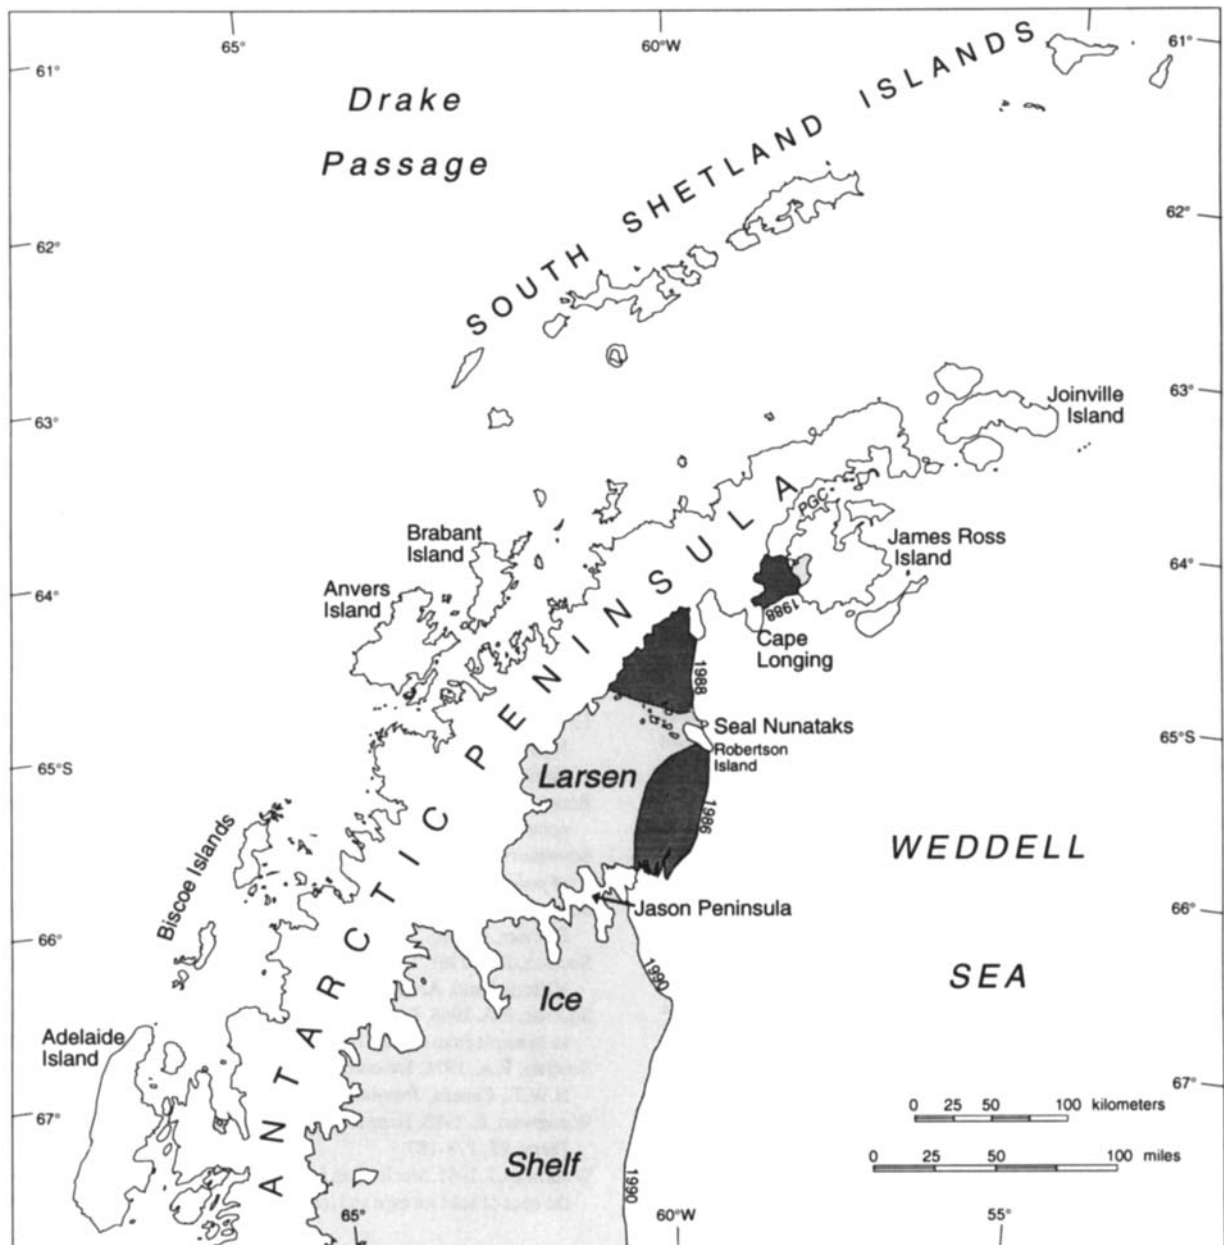 65°
60°W
61°
61°
Drake
Passage
SOUTH SHETLAND ISLANDS
62°
62°
63°
63°
Joinville
Island
PGC
James Ross
Island
Brabant
Island
Anvers
Island
64°
64°
1988
Cape
Longing
1988
ANTARCTIC PENINSULA
Seal Nunataks
Robertson
Island
65°S
65°
Larsen
1986
WEDDELL
SEA
Biscoe Islands
Jason Peninsula
66°
66°
1990
Ice
Adelaide
Island
67°
67°
0 25 50 100 kilometers
0 25 50 100 miles
Shelf
1990
65°
60°W
55°